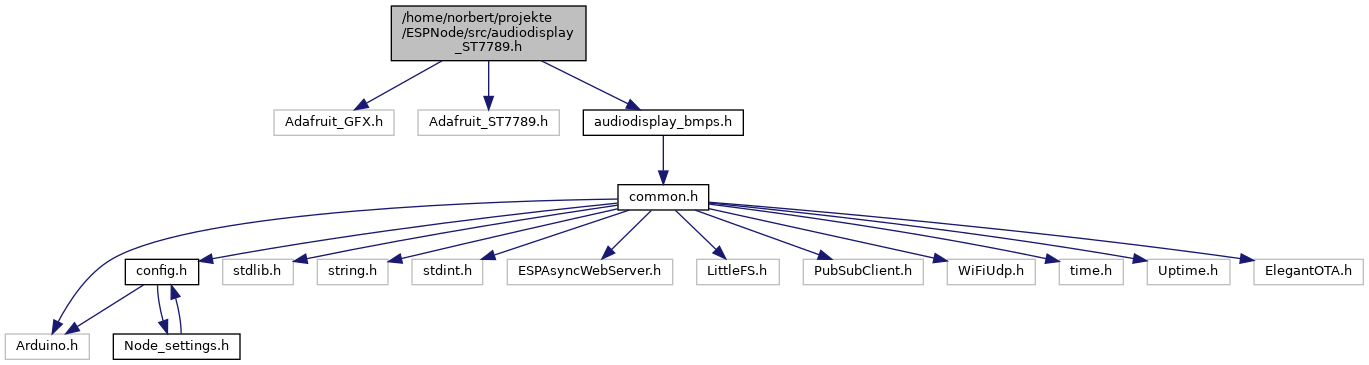 /home/norbert/projekte
/ESPNode/src/audiodisplay
_ST7789.h
Adafruit_GFX.h
Adafruit_ST7789.h
audiodisplay_bmps.h
common.h
config.h
stdlib.h
string.h
stdint.h
ESPAsyncWebServer.h
LittleFS.h
PubSubClient.h
WiFiUdp.h
time.h
Uptime.h
ElegantOTA.h
Arduino.h
Node_settings.h